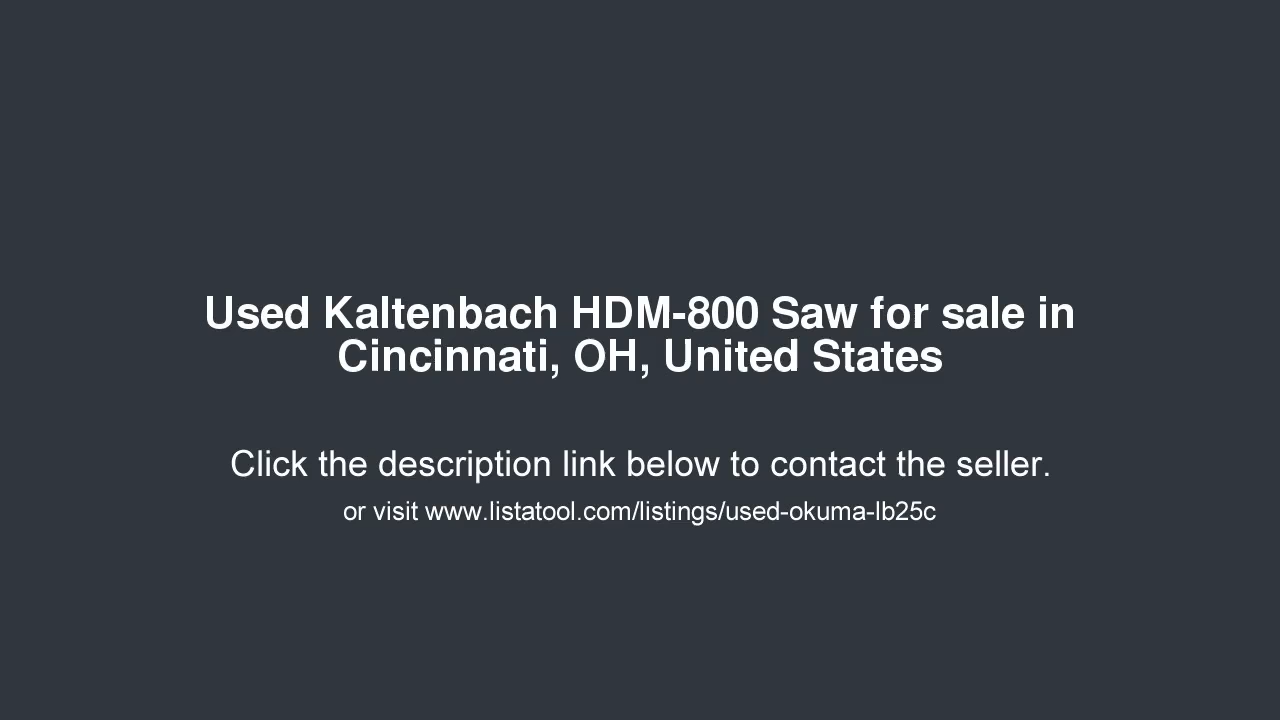 Used Kaltenbach HDM-800 Saw for sale in
Cincinnati, OH, United States
Click the description link below to contact the seller.
or visit www.listatool.com/listings/used-okuma-lb25c